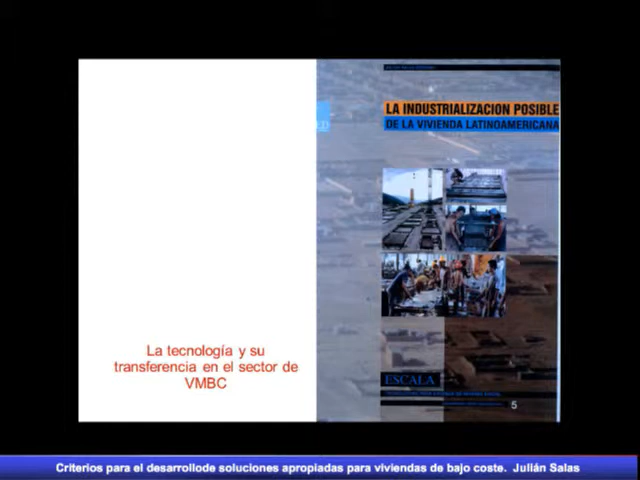 LA INDUSTRIALIZACION POSIBLE
DE LA VIVIENDA LATINOAMERICANA
La tecnología y su
transferencia en el sector de
VMBC
ESCALA
5
Criterios para el desarrollode soluciones apropiadas para viviendas de bajo coste. Julián Salas